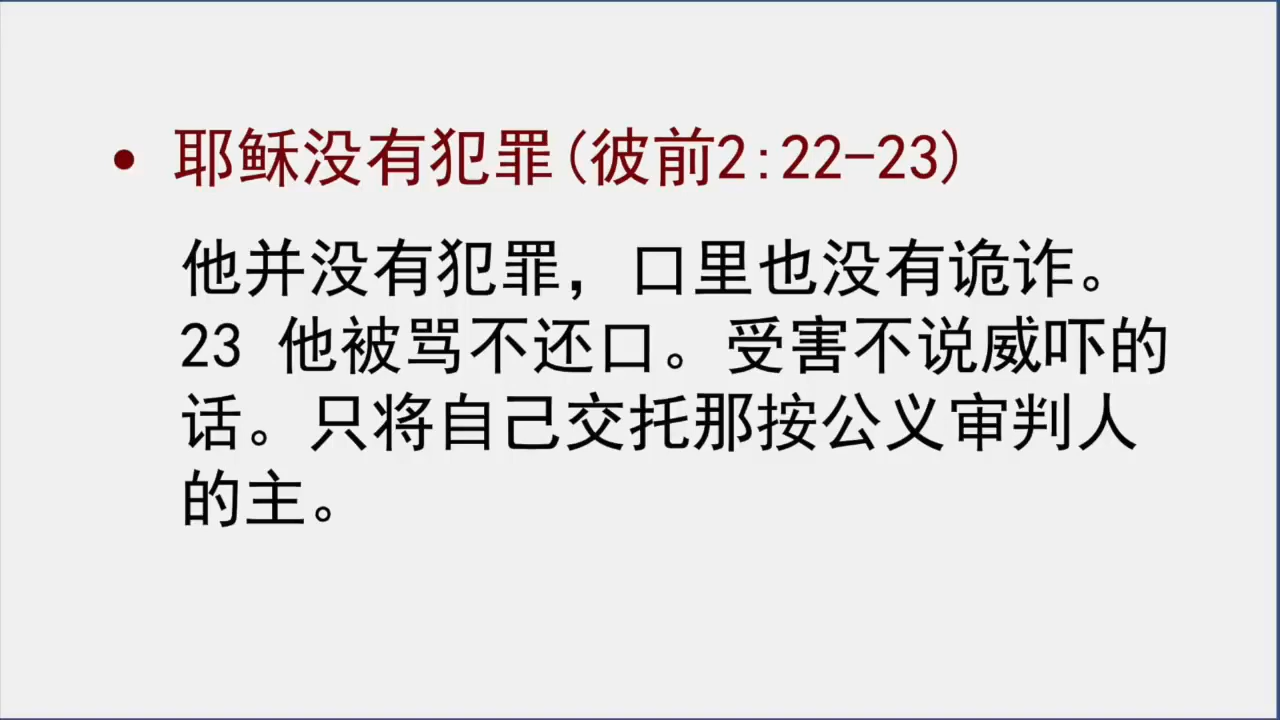 • 耶稣没有犯罪(彼前2:22-23)
他并没有犯罪，口里也没有诡诈。
23 他被骂不还口。受害不说威吓的
话。只将自己交托那按公义审判人
的主。